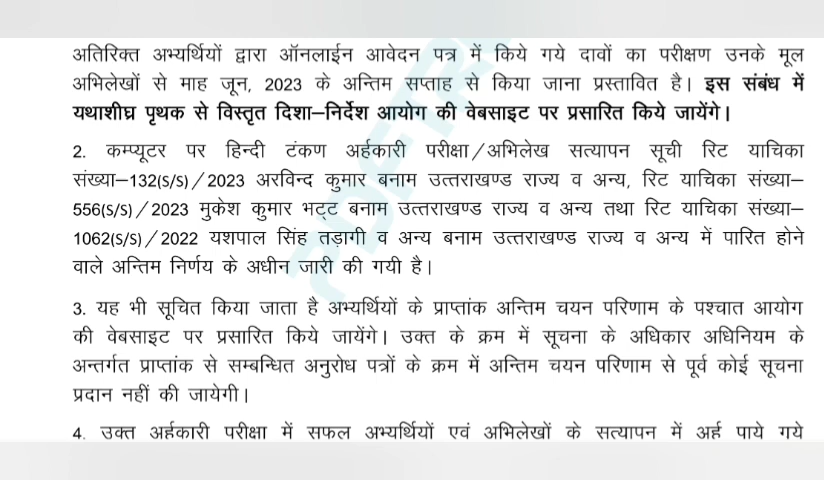 अतिरिक्त अभ्यर्थियों द्वारा ऑनलाईन आवेदन पत्र में किये गये दावों का परीक्षण उनके मूल
अभिलेखों से माह जून, 2023 के अन्तिम सप्ताह से किया जाना प्रस्तावित है। इस संबंध में
यथाशीघ्र पृथक से विस्तृत दिशा–निर्देश आयोग की वेबसाइट पर प्रसारित किये जायेंगे।
2. कम्प्यूटर पर हिन्दी टंकण अर्हकारी परीक्षा/अभिलेख सत्यापन सूची रिट याचिका
संख्या–132(S/S)/2023 अरविन्द कुमार बनाम उत्तराखण्ड राज्य व अन्य, रिट याचिका संख्या–
556(S/S)/2023 मुकेश कुमार भट्ट बनाम उत्तराखण्ड राज्य व अन्य तथा रिट याचिका संख्या–
1062(S/S)/2022 यशपाल सिंह तड़ागी व अन्य बनाम उत्तराखण्ड राज्य व अन्य में पारित होने
वाले अन्तिम निर्णय के अधीन जारी की गयी है।
3. यह भी सूचित किया जाता है अभ्यर्थियों के प्राप्तांक अन्तिम चयन परिणाम के पश्चात आयोग
की वेबसाइट पर प्रसारित किये जायेंगे। उक्त के क्रम में सूचना के अधिकार अधिनियम के
अन्तर्गत प्राप्तांक से सम्बन्धित अनुरोध पत्रों के क्रम में अन्तिम चयन परिणाम से पूर्व कोई सूचना
प्रदान नहीं की जायेगी।
4. उक्त अर्हकारी परीक्षा में सफल अभ्यर्थियों एवं अभिलेखों के सत्यापन में अर्ह पाये गये